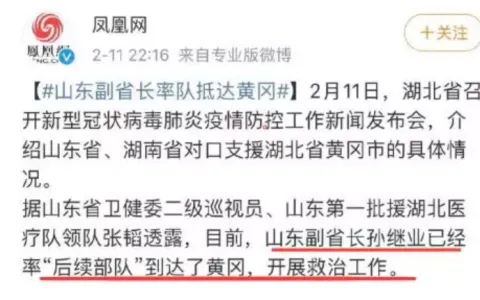 凤凰网
+关注
2-11 22:16 来自专业版微博
【#山东副省长率队抵达黄冈#】2月11日，湖北省召
开新型冠状病毒肺炎疫情防控工作新闻发布会，介
绍山东省、湖南省对口支援湖北省黄冈市的具体情
况。
据山东省卫健委二级巡视员、山东第一批援湖北医
疗队领队张韬透露，目前，山东副省长孙继业已经
率“后续部队”到达了黄冈，开展救治工作。